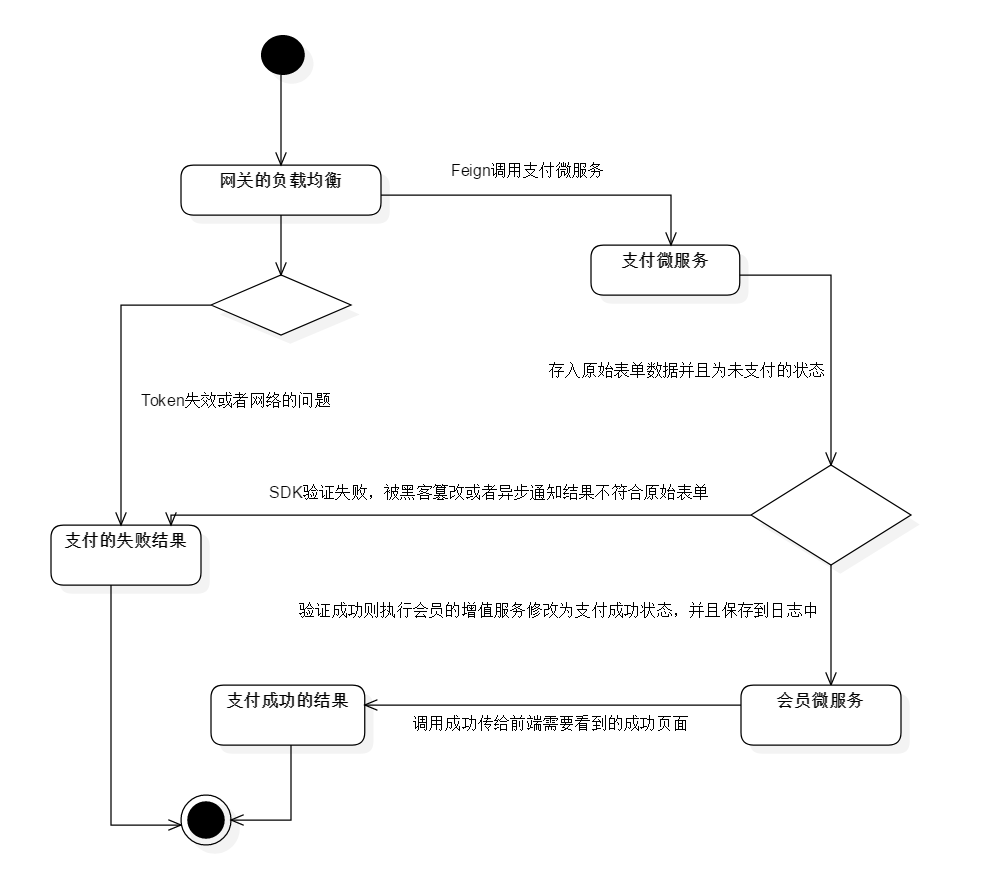 Feign调用支付微服务
网关的负载均衡
支付微服务
存入原始表单数据并且为未支付的状态
Token失效或者网络的问题
SDK验证失败，被黑客篡改或者异步通知结果不符合原始表单
支付的失败结果
验证成功则执行会员的增值服务修改为支付成功状态，并且保存到日志中
支付成功的结果
会员微服务
调用成功传给前端需要看到的成功页面